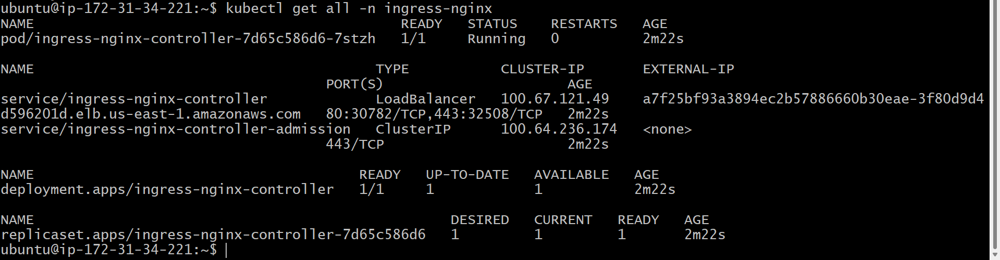 ubuntu@ip-172-31-34-221:~$ kubectl get all -n ingress-nginx
NAME                                            READY   STATUS    RESTARTS   AGE
pod/ingress-nginx-controller-7d65c586d6-7stzh   1/1     Running   0          2m22s

NAME                                         TYPE           CLUSTER-IP       EXTERNAL-IP
                                       PORT(S)                      AGE
service/ingress-nginx-controller             LoadBalancer   100.67.121.49    a7f25bf93a3894ec2b57886660b30eae-3f80d9d4
d596201d.elb.us-east-1.amazonaws.com   80:30782/TCP,443:32508/TCP   2m22s
service/ingress-nginx-controller-admission   ClusterIP      100.64.236.174   <none>
                                       443/TCP                      2m22s

NAME                                       READY   UP-TO-DATE   AVAILABLE   AGE
deployment.apps/ingress-nginx-controller   1/1     1            1           2m22s

NAME                                                  DESIRED   CURRENT   READY   AGE
replicaset.apps/ingress-nginx-controller-7d65c586d6   1         1         1       2m22s
ubuntu@ip-172-31-34-221:~$